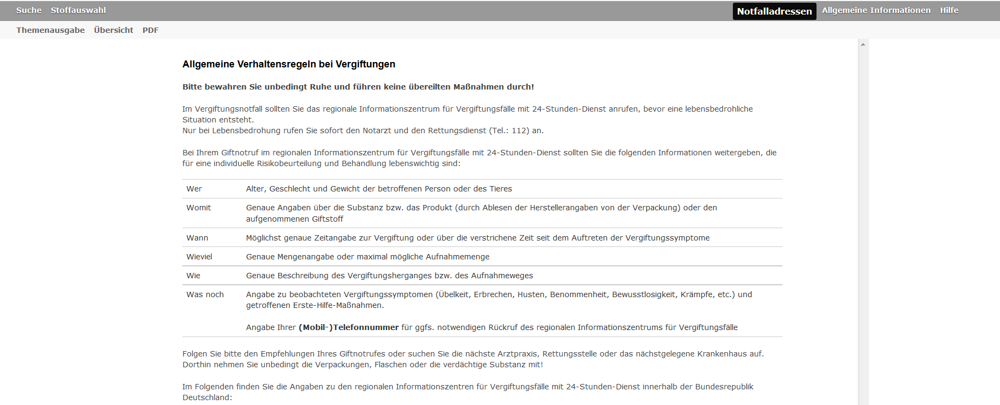 Suche Stoffauswahl Notfalladressen Allgemeine Informationen Hilfe
Themenausgabe Übersicht PDF
Allgemeine Verhaltensregeln bei Vergiftungen
Bitte bewahren Sie unbedingt Ruhe und führen keine übereilten Maßnahmen durch!
Im Vergiftungsnotfall sollten Sie das regionale Informationszentrum für Vergiftungsfälle mit 24-Stunden-Dienst anrufen, bevor eine lebensbedrohliche
Situation entsteht.
Nur bei Lebensbedrohung rufen Sie sofort den Notarzt und den Rettungsdienst (Tel.: 112) an.
Bei Ihrem Giftnotruf im regionalen Informationszentrum für Vergiftungsfälle mit 24-Stunden-Dienst sollten Sie die folgenden Informationen weitergeben, die
für eine individuelle Risikobeurteilung und Behandlung lebenswichtig sind:
Wer Alter, Geschlecht und Gewicht der betroffenen Person oder des Tieres
Womit Genaue Angaben über die Substanz bzw. das Produkt (durch Ablesen der Herstellerangaben von der Verpackung) oder den
aufgenommenen Giftstoff
Wann Möglichst genaue Zeitangabe zur Vergiftung oder über die verstrichene Zeit seit dem Auftreten der Vergiftungssymptome
Wieviel Genaue Mengenangabe oder maximal mögliche Aufnahmemenge
Wie Genaue Beschreibung des Vergiftungsherganges bzw. des Aufnahmeweges
Was noch Angabe zu beobachteten Vergiftungssymptomen (Übelkeit, Erbrechen, Husten, Benommenheit, Bewusstlosigkeit, Krämpfe, etc.) und
getroffenen Erste-Hilfe-Maßnahmen.
Angabe Ihrer (Mobil-)Telefonnummer für ggfs. notwendigen Rückruf des regionalen Informationszentrums für Vergiftungsfälle
Folgen Sie bitte den Empfehlungen Ihres Giftnotrufes oder suchen Sie die nächste Arztpraxis, Rettungsstelle oder das nächstgelegene Krankenhaus auf.
Dorthin nehmen Sie unbedingt die Verpackungen, Flaschen oder die verdächtige Substanz mit!
Im Folgenden finden Sie die Angaben zu den regionalen Informationszentren für Vergiftungsfälle mit 24-Stunden-Dienst innerhalb der Bundesrepublik
Deutschland: